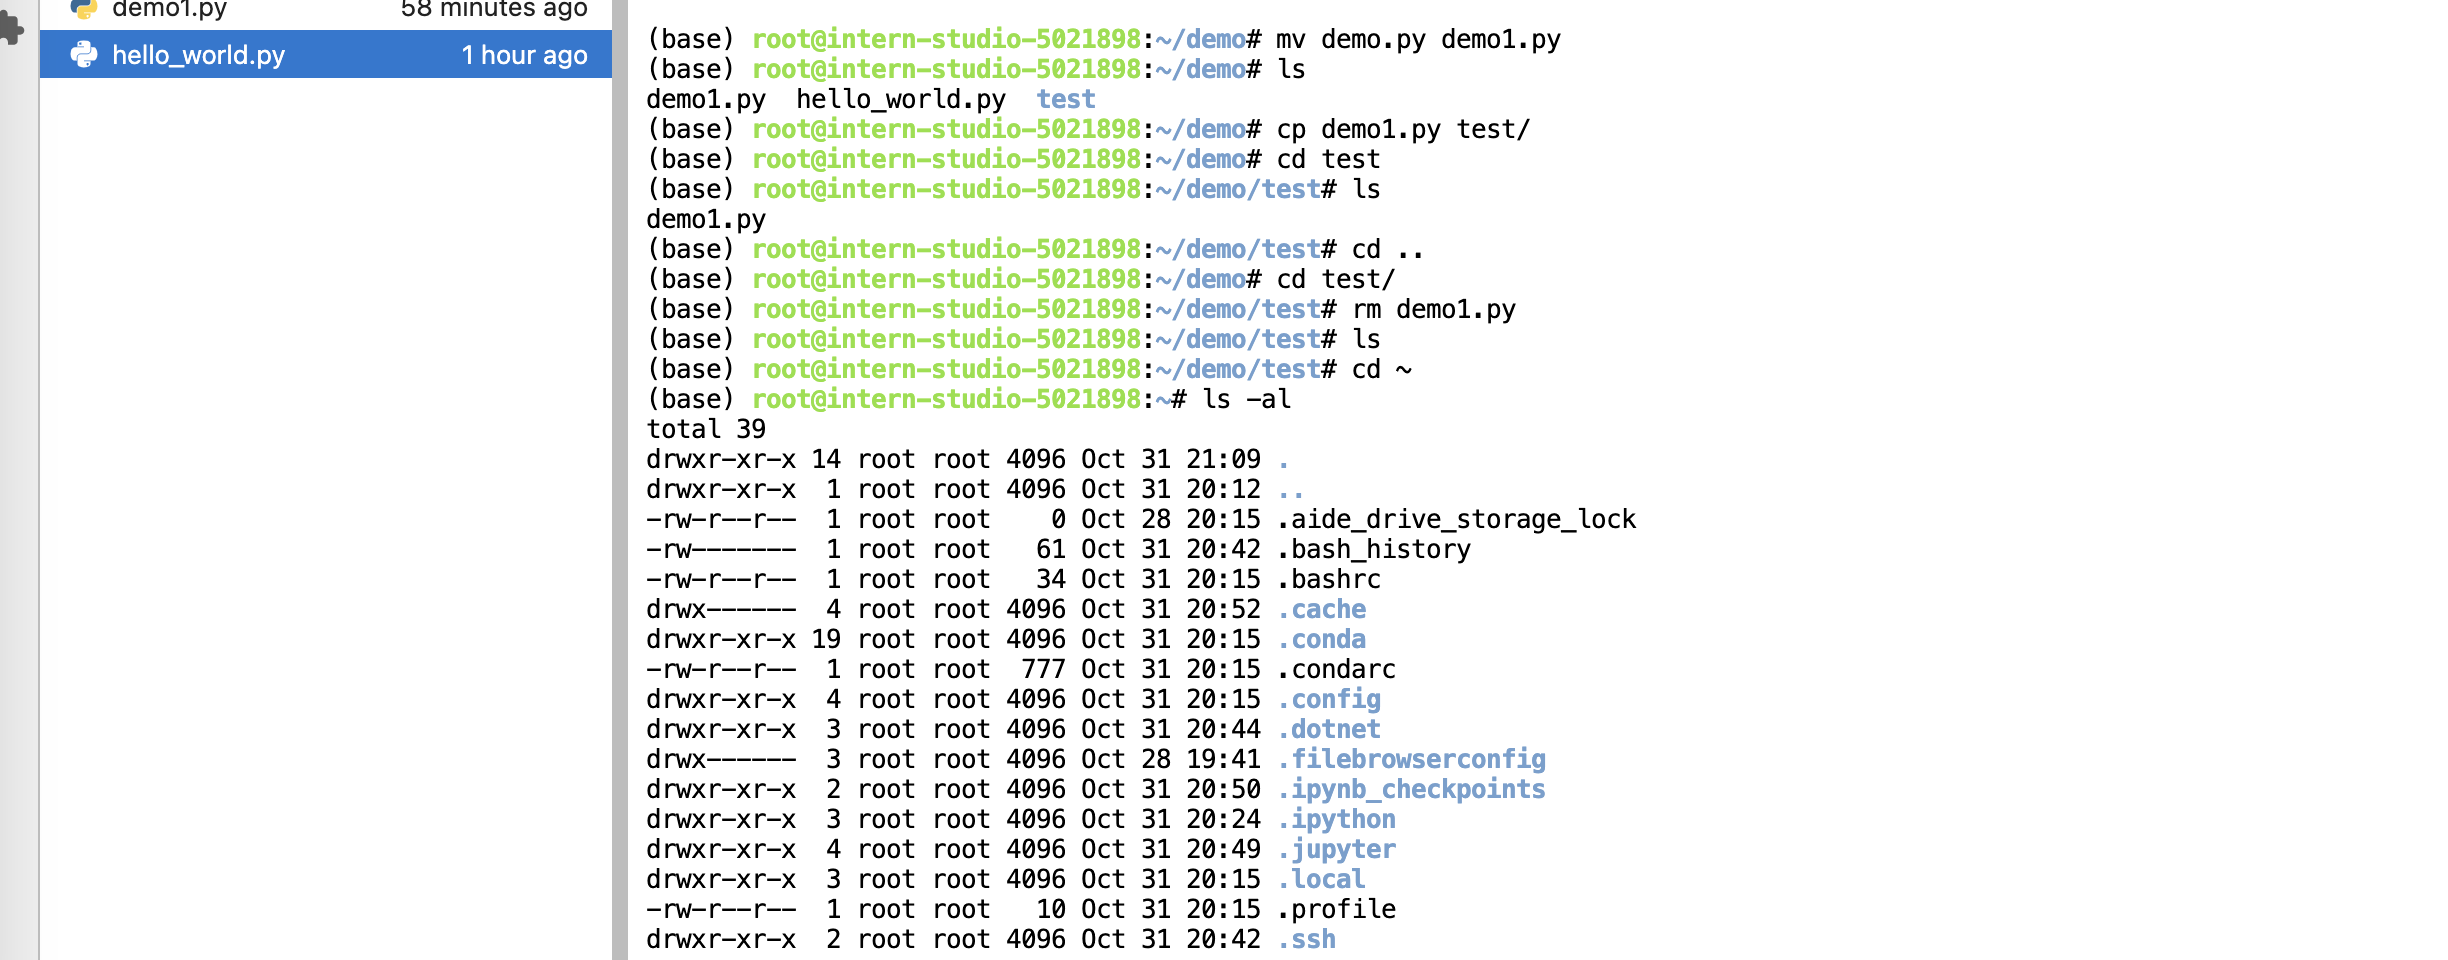 demo1.py 58 minutes ago
hello_world.py 1 hour ago
(base) root@intern-studio-5021898:~/demo# mv demo.py demo1.py
(base) root@intern-studio-5021898:~/demo# ls
demo1.py  hello_world.py  test
(base) root@intern-studio-5021898:~/demo# cp demo1.py test/
(base) root@intern-studio-5021898:~/demo# cd test
(base) root@intern-studio-5021898:~/demo/test# ls
demo1.py
(base) root@intern-studio-5021898:~/demo/test# cd ..
(base) root@intern-studio-5021898:~/demo# cd test/
(base) root@intern-studio-5021898:~/demo/test# rm demo1.py
(base) root@intern-studio-5021898:~/demo/test# ls
(base) root@intern-studio-5021898:~/demo/test# cd ~
(base) root@intern-studio-5021898:~# ls -al
total 39
drwxr-xr-x 14 root root 4096 Oct 31 21:09 .
drwxr-xr-x  1 root root 4096 Oct 31 20:12 ..
-rw-r--r--  1 root root    0 Oct 28 20:15 .aide_drive_storage_lock
-rw-------  1 root root   61 Oct 31 20:42 .bash_history
-rw-r--r--  1 root root   34 Oct 31 20:15 .bashrc
drwx------  4 root root 4096 Oct 31 20:52 .cache
drwxr-xr-x 19 root root 4096 Oct 31 20:15 .conda
-rw-r--r--  1 root root  777 Oct 31 20:15 .condarc
drwxr-xr-x  4 root root 4096 Oct 31 20:15 .config
drwxr-xr-x  3 root root 4096 Oct 31 20:44 .dotnet
drwx------  3 root root 4096 Oct 28 19:41 .filebrowserconfig
drwxr-xr-x  2 root root 4096 Oct 31 20:50 .ipynb_checkpoints
drwxr-xr-x  3 root root 4096 Oct 31 20:24 .ipython
drwxr-xr-x  4 root root 4096 Oct 31 20:49 .jupyter
drwxr-xr-x  3 root root 4096 Oct 31 20:15 .local
-rw-r--r--  1 root root   10 Oct 31 20:15 .profile
drwxr-xr-x  2 root root 4096 Oct 31 20:42 .ssh